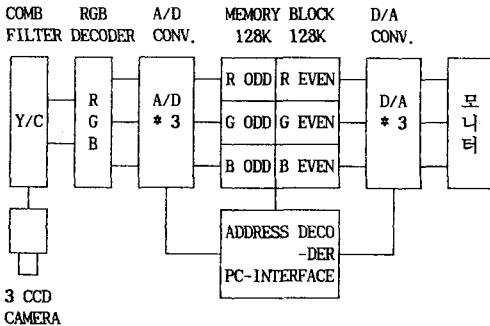 COMB RGB A/D MEMORY BLOCK D/A
FILTER DECODER CONV. 128K 128K CONV.
Y/C
R
G
B
A/D
* 3
R ODD R EVEN
G ODD G EVEN
B ODD B EVEN
D/A
* 3
모
니
터
ADDRESS DECO
-DER
PC-INTERFACE
3 CCD
CAMERA